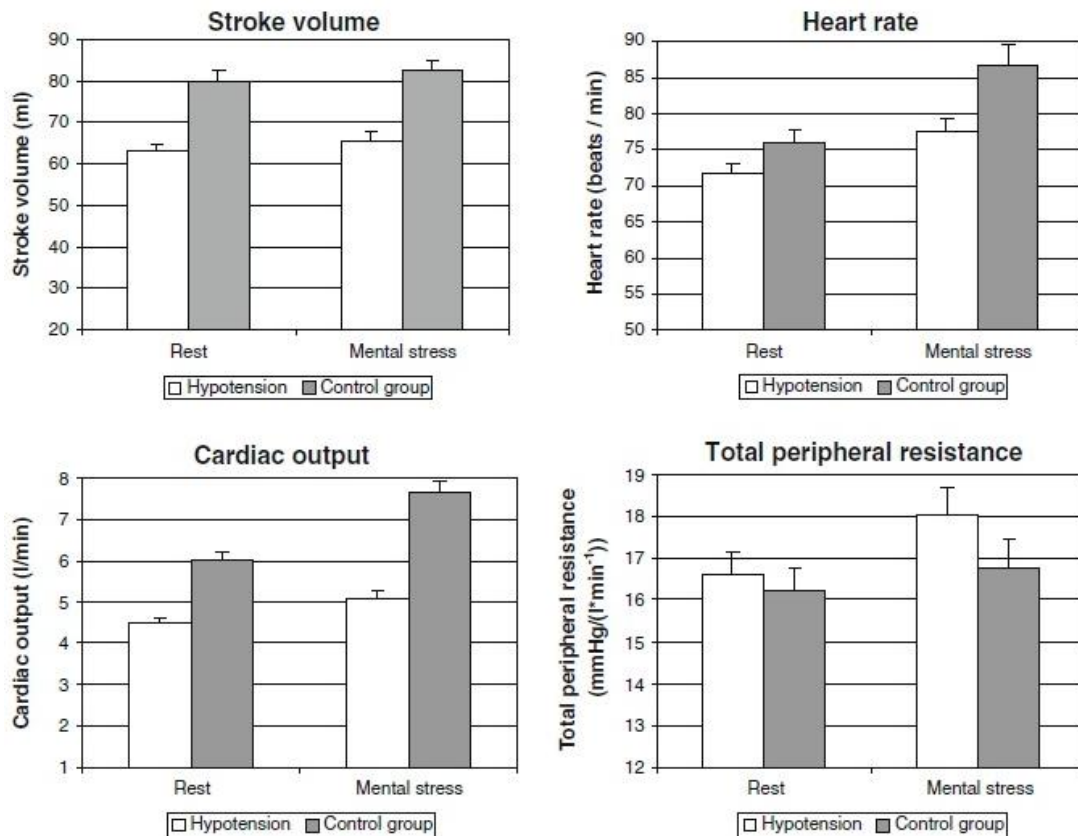 Stroke volume
Stroke volume (ml)
90
80
70
60
50
40
30
20
Rest Mental stress
Hypotension Control group
Heart rate
Heart rate (beats / min)
90
85
80
75
70
65
60
55
50
Rest Mental stress
Hypotension Control group
Cardiac output
Cardiac output (l/min)
8
7
6
5
4
3
2
1
Rest Mental stress
Hypotension Control group
Total peripheral resistance
Total peripheral resistance
(mmHg/(l*min⁻¹))
19
18
17
16
15
14
13
12
Rest Mental stress
Hypotension Control group